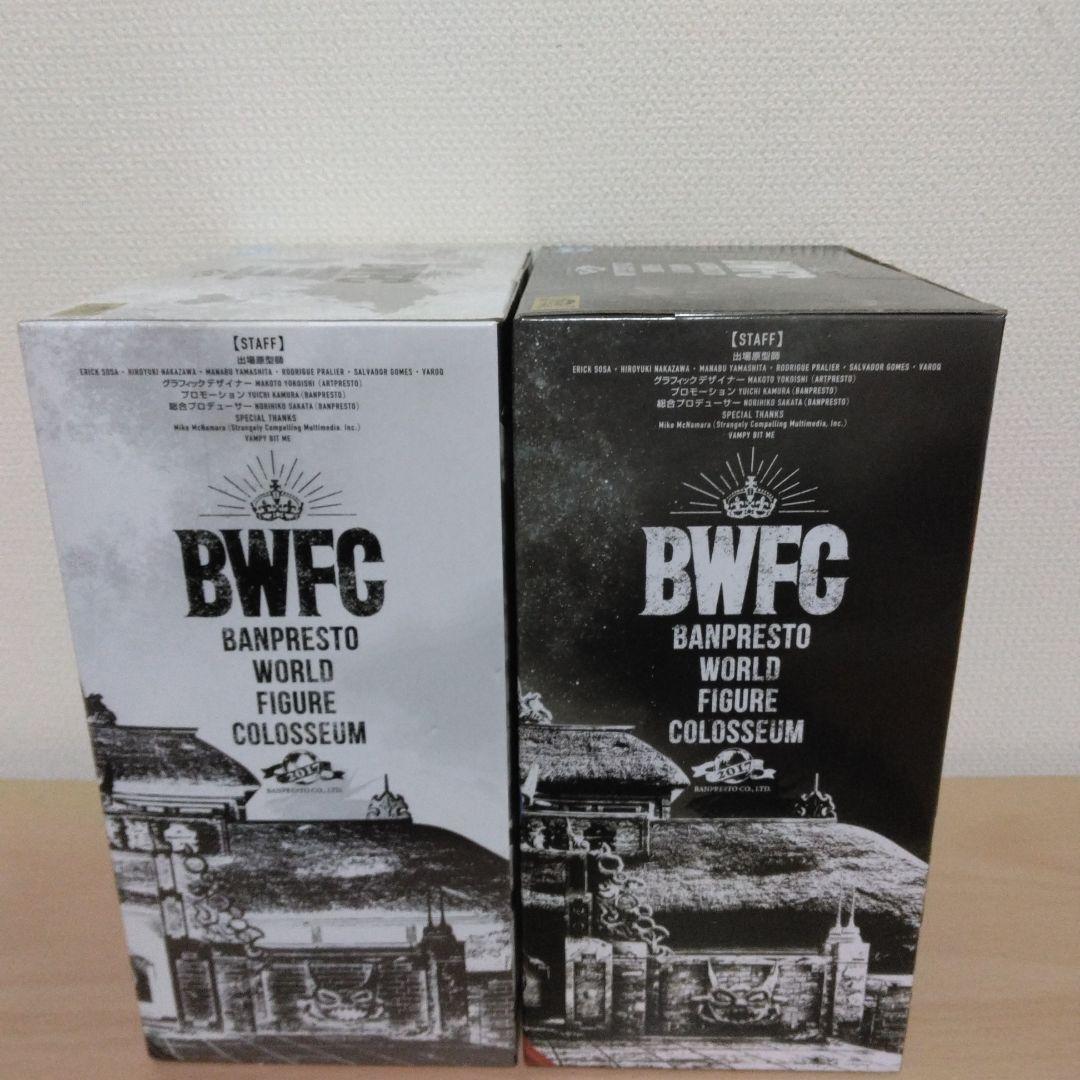 【STAFF】
出場原型師
ERICK SOSA・HIROYUKI NAKAZAWA・MANABU YAMASHITA・RODRIGUE PRALIER・SALVADOR GOMES・VAROQ
グラフィックデザイナー MAKOTO YOKOISHI (ARTPRESTO)
プロモーション YUICHI KAMURA (BANPRESTO)
総合プロデューサー NORIHIKO SAKATA (BANPRESTO)
SPECIAL THANKS
Mike McNamara (Strangely Compelling Multimedia, Inc.)
VAMPY BIT ME
BWFC
BANPRESTO
WORLD
FIGURE
COLOSSEUM
2017
BANPRESTO CO., LTD.
【STAFF】
出場原型師
ERICK SOSA・HIROYUKI NAKAZAWA・MANABU YAMASHITA・RODRIGUE PRALIER・SALVADOR GOMES・VAROQ
グラフィックデザイナー MAKOTO YOKOISHI (ARTPRESTO)
プロモーション YUICHI KAMURA (BANPRESTO)
総合プロデューサー NORIHIKO SAKATA (BANPRESTO)
SPECIAL THANKS
Mike McNamara (Strangely Compelling Multimedia, Inc.)
VAMPY BIT ME
BWFC
BANPRESTO
WORLD
FIGURE
COLOSSEUM
2017
BANPRESTO CO., LTD.